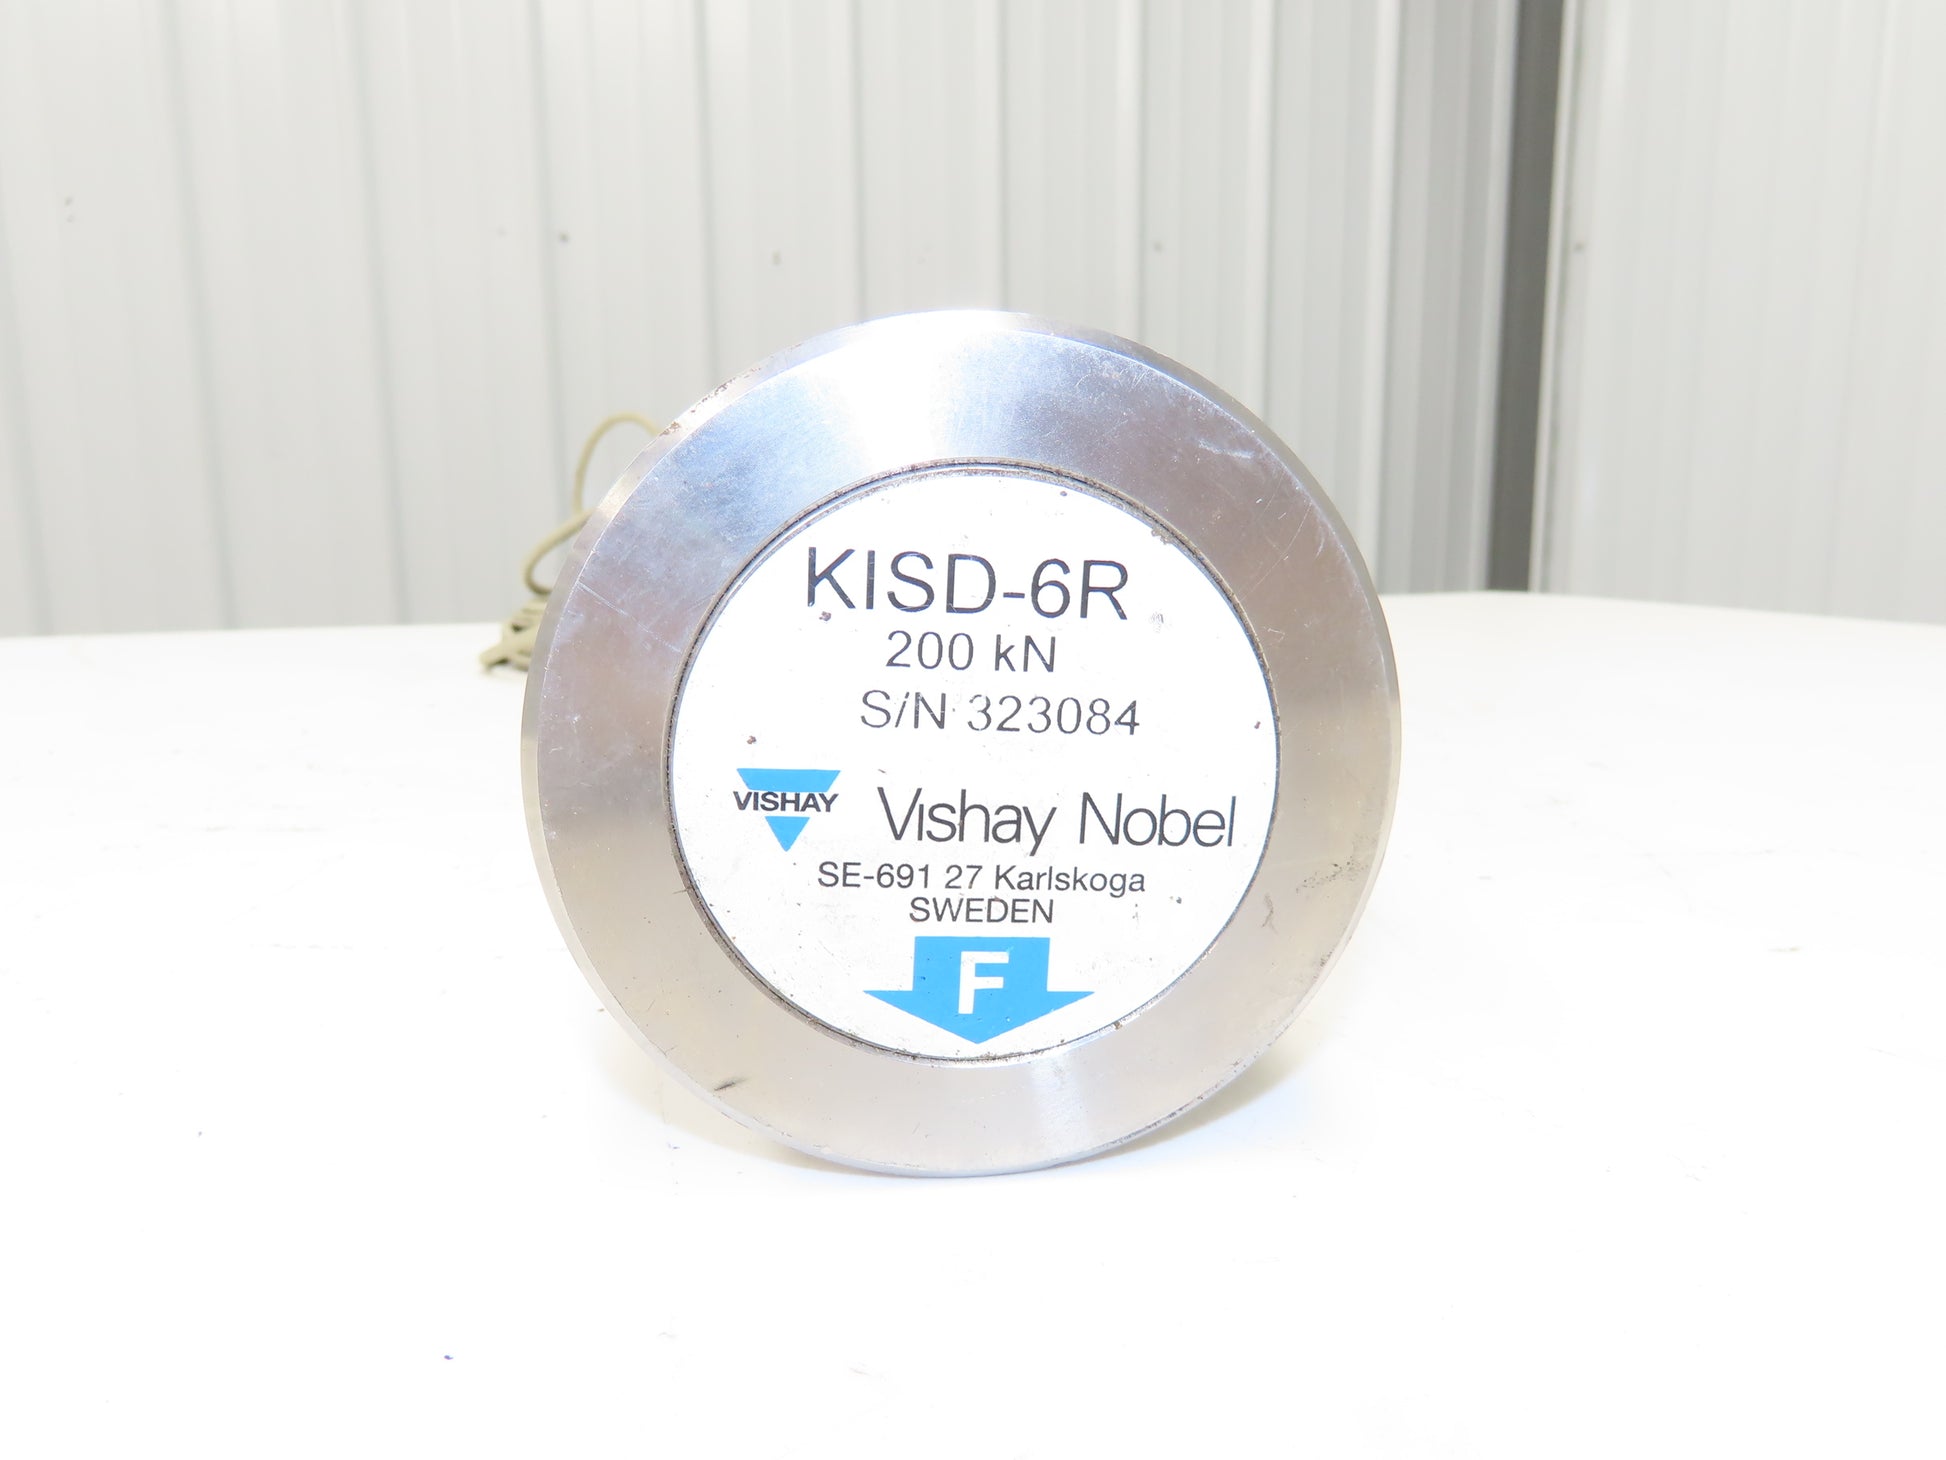 KISD-6R
200 kN
S/N 323084
VISHAY Vishay Nobel
SE-691 27 Karlskoga
SWEDEN
F